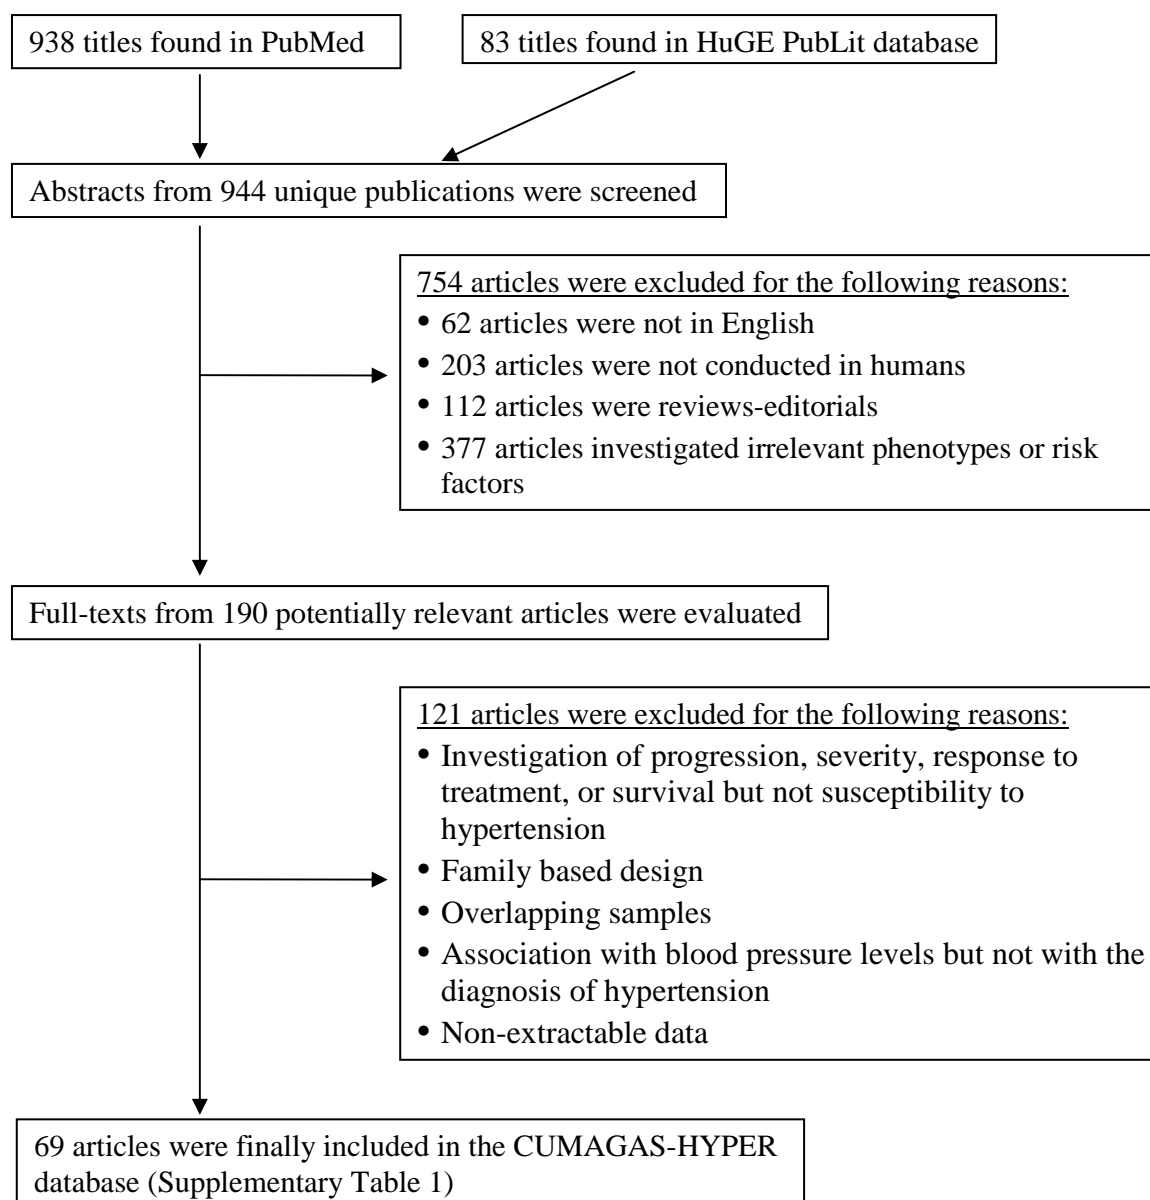 938 titles found in PubMed
83 titles found in HuGE PubLit database
Abstracts from 944 unique publications were screened
754 articles were excluded for the following reasons:
• 62 articles were not in English
• 203 articles were not conducted in humans
• 112 articles were reviews-editorials
• 377 articles investigated irrelevant phenotypes or risk
factors
Full-texts from 190 potentially relevant articles were evaluated
121 articles were excluded for the following reasons:
• Investigation of progression, severity, response to
treatment, or survival but not susceptibility to
hypertension
• Family based design
• Overlapping samples
• Association with blood pressure levels but not with the
diagnosis of hypertension
• Non-extractable data
69 articles were finally included in the CUMAGAS-HYPER
database (Supplementary Table 1)